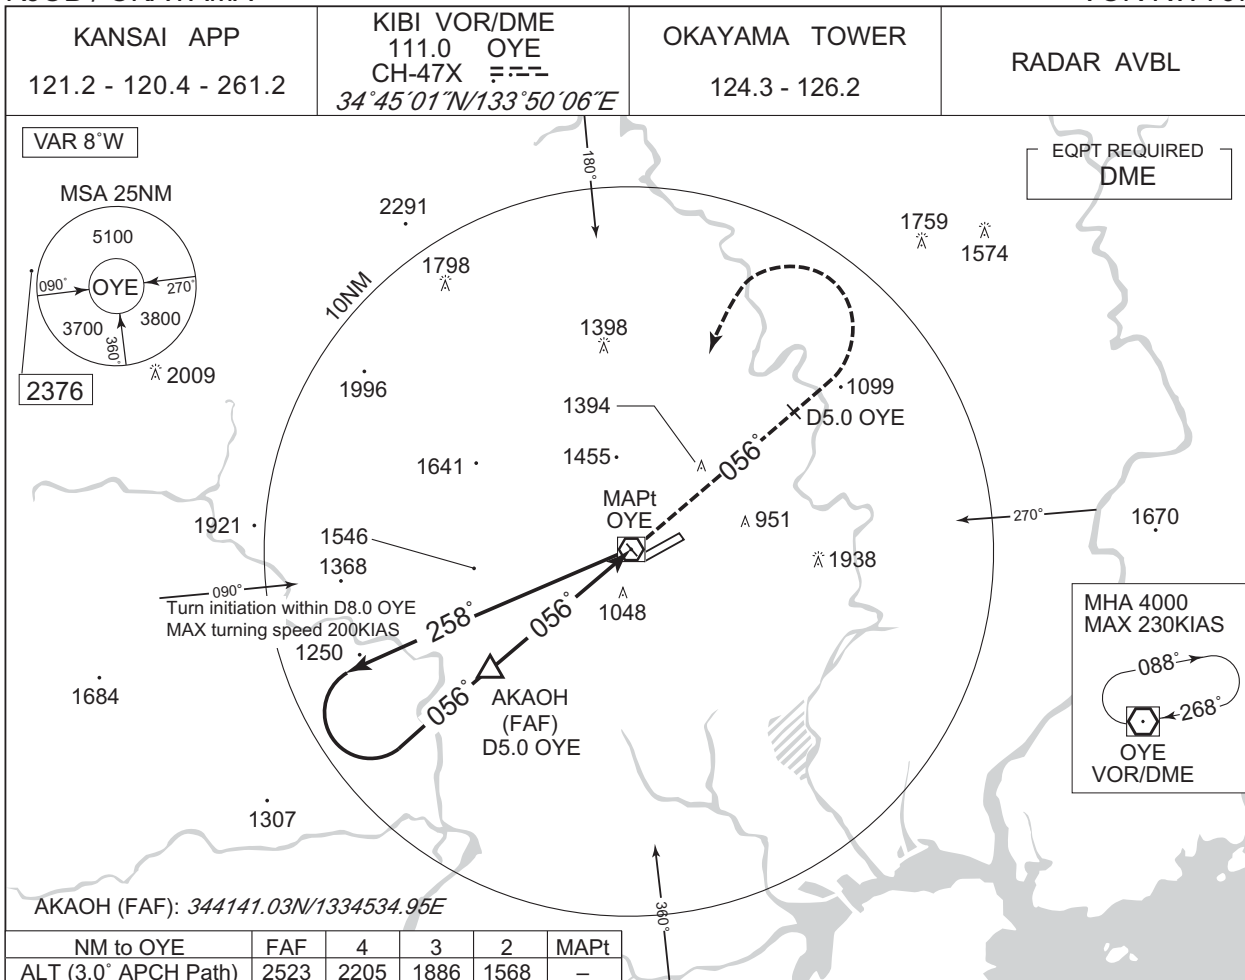 KANSAI APP
121.2 - 120.4 - 261.2
KIBI VOR/DME
111.0 OYE
CH-47X
34°45′01″N/133°50′06″E
OKAYAMA TOWER
124.3 - 126.2
RADAR AVBL
VAR 8°W
MSA 25NM
5100
OYE
090°
270°
3700
3800
360°
2376
2009
180°
EQPT REQUIRED
DME
2291
1798
10NM
1759
1574
1398
1996
1099
1394
D5.0 OYE
056°
1641
1455
MAPt
OYE
1921
1546
1368
951
1938
270°
1670
090°
Turn initiation within D8.0 OYE
MAX turning speed 200KIAS
258°
056°
1048
1250
1684
056°
AKAOH
(FAF)
D5.0 OYE
MHA 4000
MAX 230KIAS
088°
268°
OYE
VOR/DME
1307
360°
AKAOH (FAF): 344141.03N/1334534.95E
NM to OYE FAF 4 3 2 MAPt
ALT (3.0° APCH Path) 2523 2205 1886 1568 –